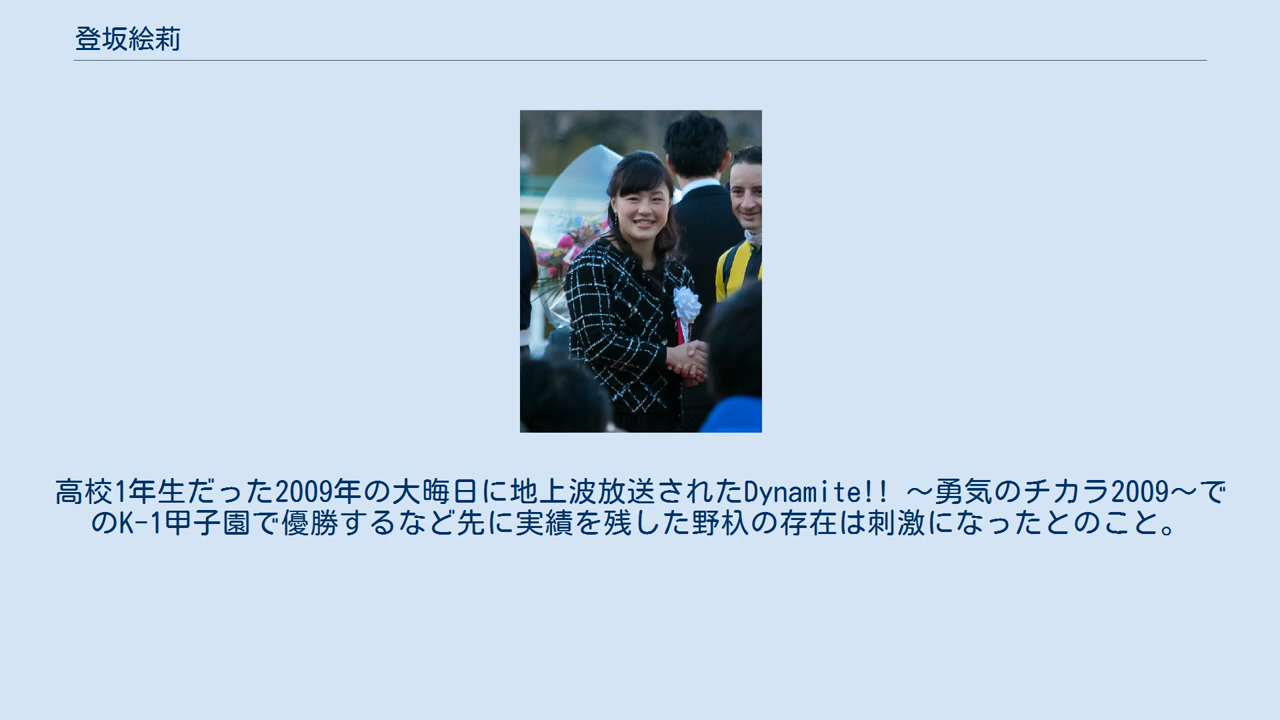 登坂絵莉
高校1年生だった2009年の大晦日に地上波放送されたDynamite!! ～勇気のチカラ2009～で
のK-1甲子園で優勝するなど先に実績を残した野杁の存在は刺激になったとのこと。